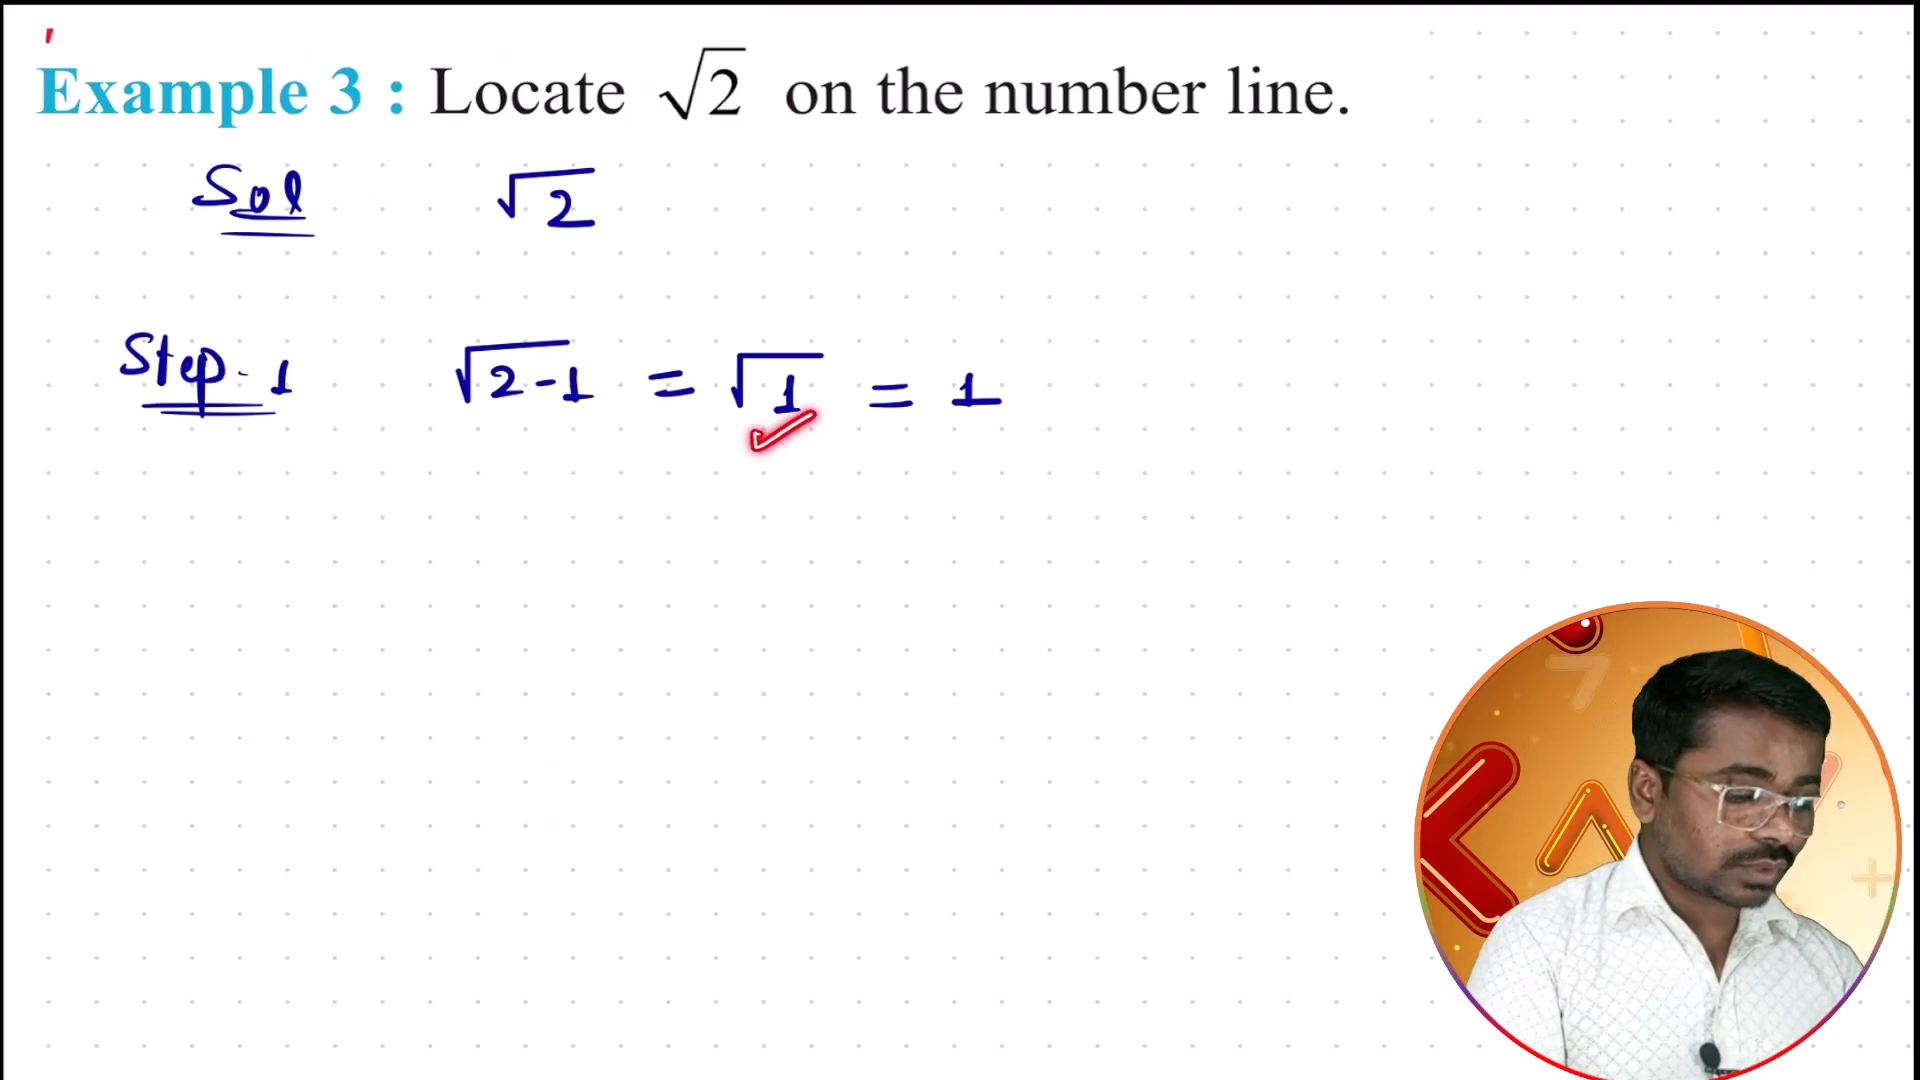 Example 3 : Locate √2 on the number line.
Sol √2
Step-1 √2-1 = √1 = 1